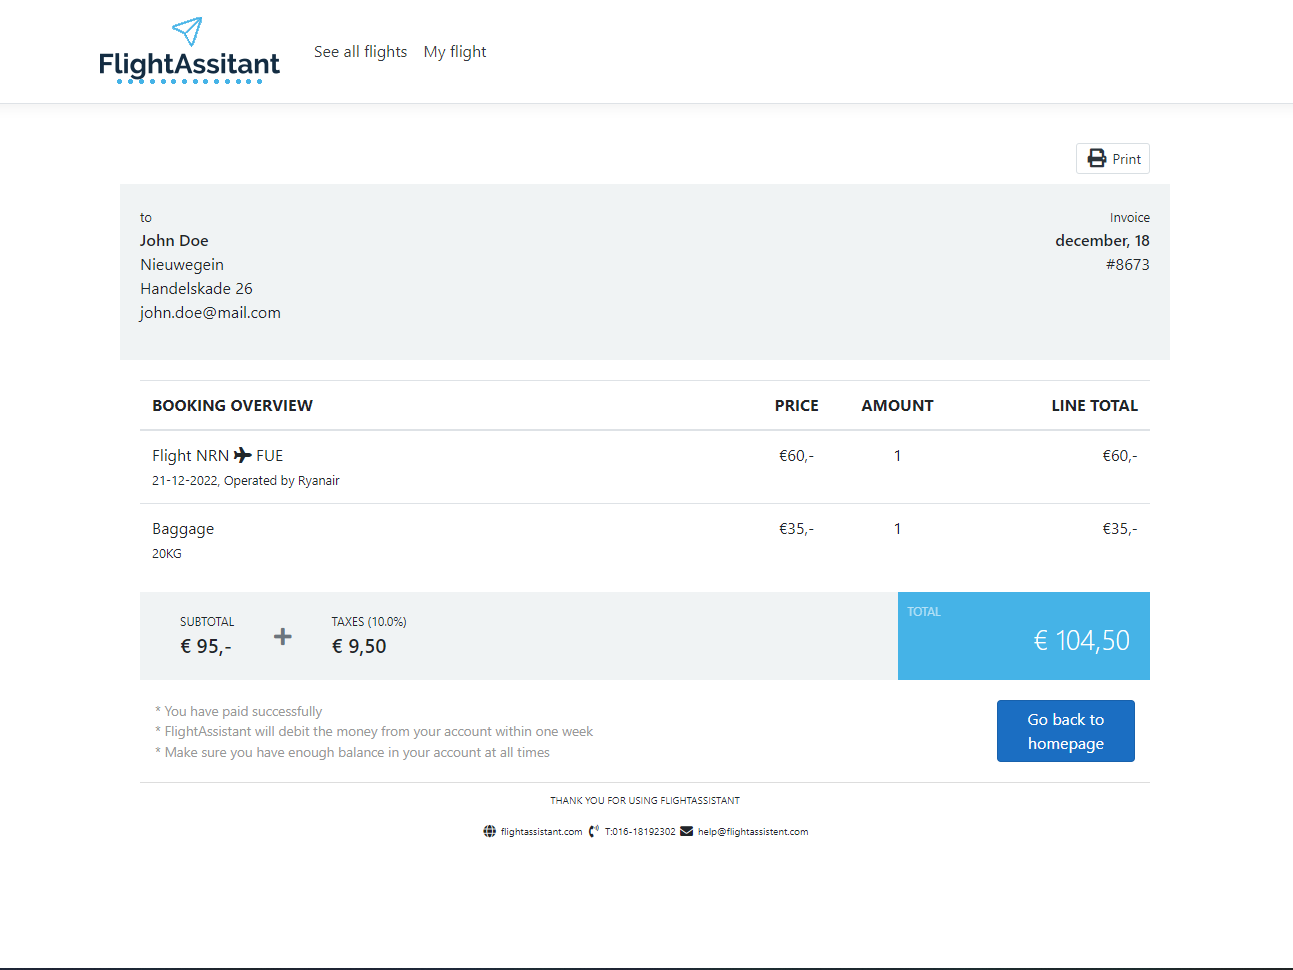 FlightAssitant
See all flights My flight
Print
to
John Doe
Nieuwegein
Handelskade 26
john.doe@mail.com
Invoice
december, 18
#8673
BOOKING OVERVIEW PRICE AMOUNT LINE TOTAL
Flight NRN FUE €60,- 1 €60,-
21-12-2022, Operated by Ryanair
Baggage €35,- 1 €35,-
20KG
SUBTOTAL
€ 95,-
+
TAXES (10.0%)
€ 9,50
TOTAL
€ 104,50
* You have paid successfully
* FlightAssistant will debit the money from your account within one week
* Make sure you have enough balance in your account at all times
Go back to
homepage
THANK YOU FOR USING FLIGHTASSISTANT
flightassistant.com T:016-18192302 help@flightassistent.com